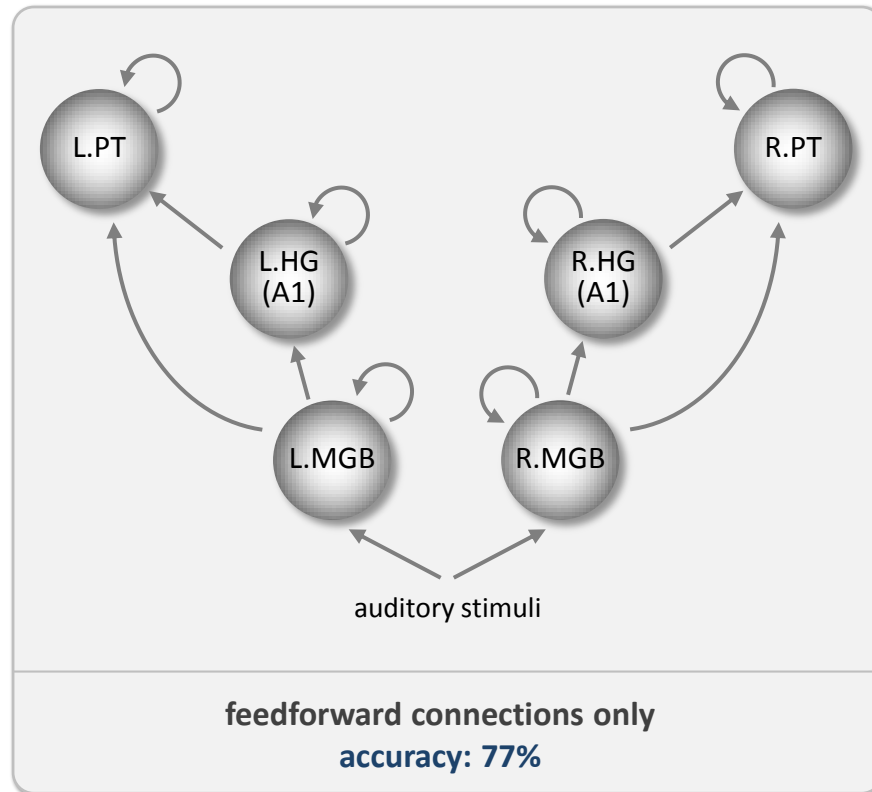 L.PT
R.PT
L.HG
(A1)
R.HG
(A1)
L.MGB
R.MGB
auditory stimuli
feedforward connections only
accuracy: 77%